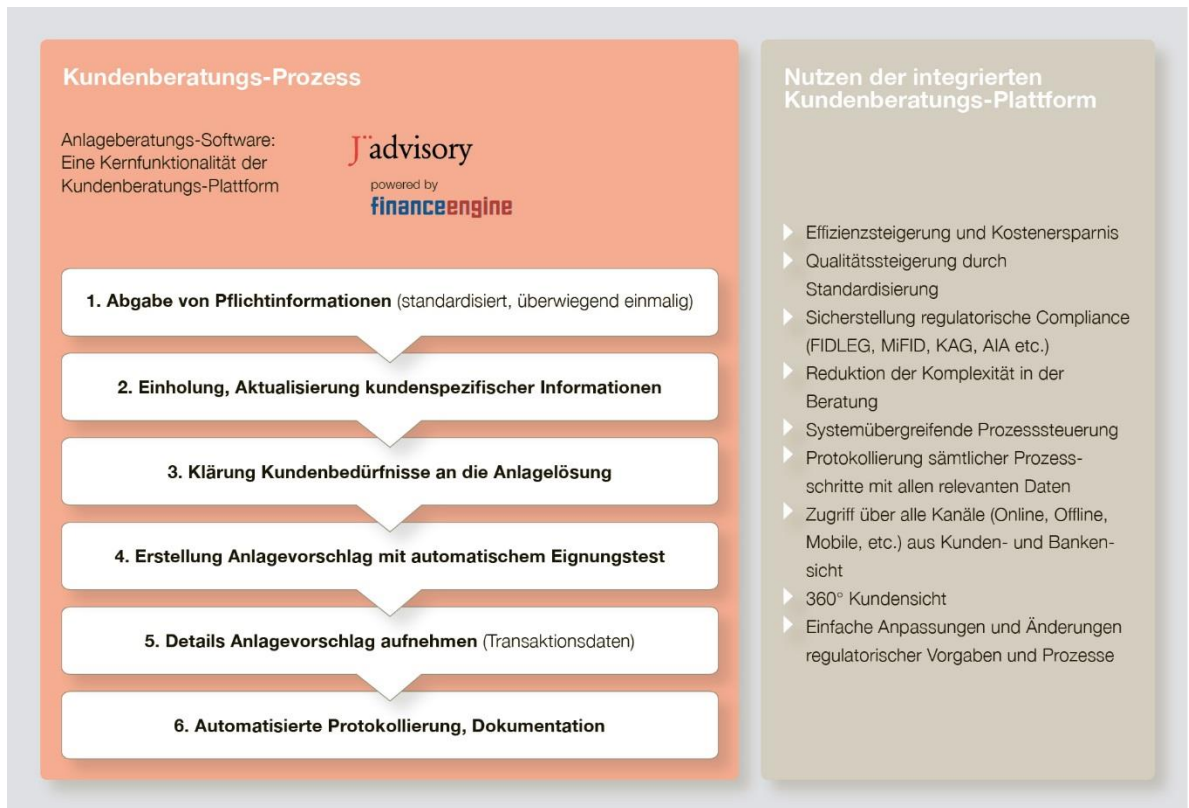 Kundenberatungs-Prozess
Anlageberatungs-Software:
Eine Kernfunktionalität der
Kundenberatungs-Plattform
J¨advisory
powered by
financeengine
1. Abgabe von Pflichtinformationen (standardisiert, überwiegend einmalig)
2. Einholung, Aktualisierung kundenspezifischer Informationen
3. Klärung Kundenbedürfnisse an die Anlagelösung
4. Erstellung Anlagevorschlag mit automatischem Eignungstest
5. Details Anlagevorschlag aufnehmen (Transaktionsdaten)
6. Automatisierte Protokollierung, Dokumentation
Nutzen der integrierten
Kundenberatungs-Plattform
Effizienzsteigerung und Kostenersparnis
Qualitätssteigerung durch
Standardisierung
Sicherstellung regulatorische Compliance
(FIDLEG, MiFID, KAG, AIA etc.)
Reduktion der Komplexität in der
Beratung
Systemübergreifende Prozesssteuerung
Protokollierung sämtlicher Prozess-
schritte mit allen relevanten Daten
Zugriff über alle Kanäle (Online, Offline,
Mobile, etc.) aus Kunden- und Banken-
sicht
360° Kundensicht
Einfache Anpassungen und Änderungen
regulatorischer Vorgaben und Prozesse